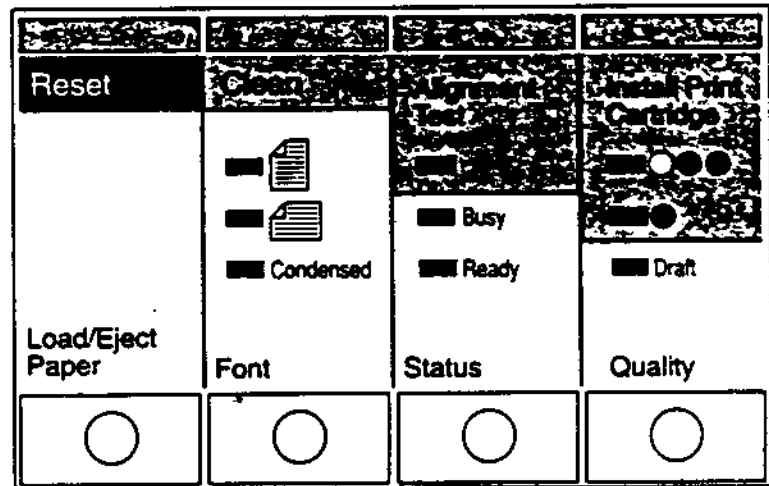 Reset
Clean
Alignment
Test
Install Print
Cartridge
Busy
Condensed
Ready
Draft
Load/Eject
Paper
Font
Status
Quality